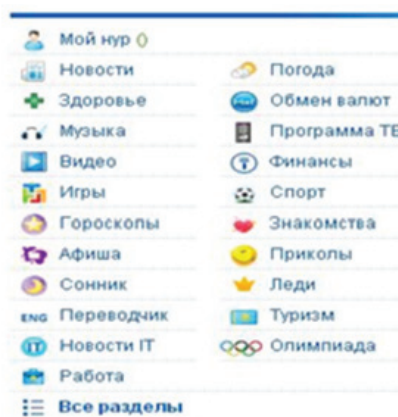 Мой нур ()
Новости
Погода
Здоровье
Обмен валют
Музыка
Программа ТВ
Видео
Финансы
Игры
Спорт
Гороскопы
Знакомства
Афиша
Приколы
Сонник
Леди
ENG Переводчик
Туризм
IT Новости IT
Олимпиада
Работа
Все разделы